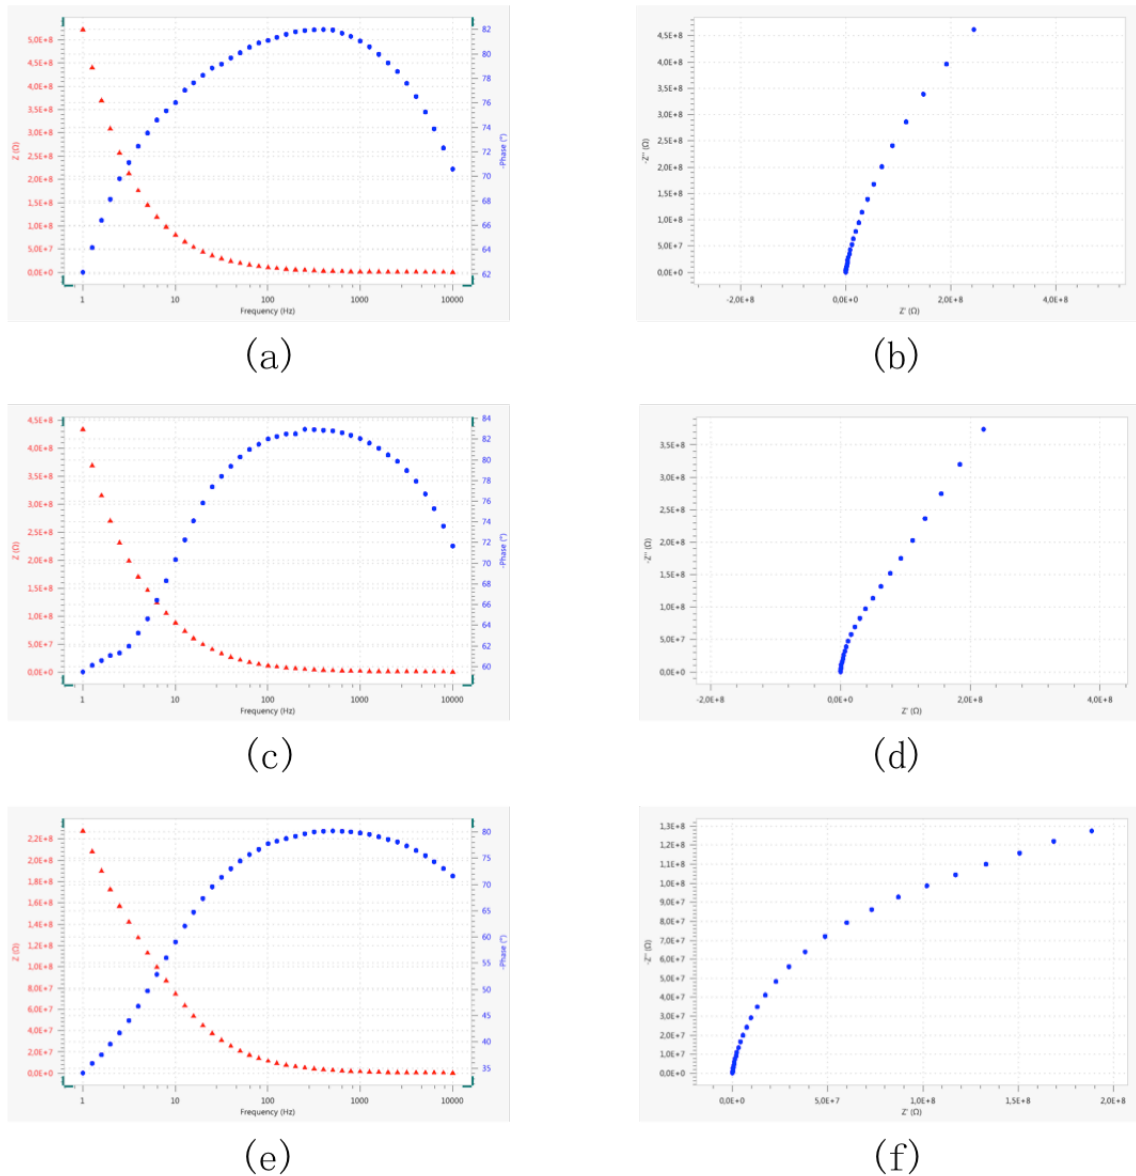 5,0E+8
4,5E+8
4,0E+8
3,5E+8
3,0E+8
2,5E+8
2,0E+8
1,5E+8
1,0E+8
5,0E+7
0,0E+0
Z (Ω)
82
80
78
76
74
72
70
68
66
64
62
-Phase (°)
1 10 100 1000 10000
Frequency (Hz)
(a)
4,5E+8
4,0E+8
3,5E+8
3,0E+8
2,5E+8
2,0E+8
1,5E+8
1,0E+8
5,0E+7
0,0E+0
-Z'' (Ω)
-2,0E+8 0,0E+0 2,0E+8 4,0E+8
Z' (Ω)
(b)
4,5E+8
4,0E+8
3,5E+8
3,0E+8
2,5E+8
2,0E+8
1,5E+8
1,0E+8
5,0E+7
0,0E+0
Z (Ω)
84
82
80
78
76
74
72
70
68
66
64
62
60
-Phase (°)
1 10 100 1000 10000
Frequency (Hz)
(c)
3,5E+8
3,0E+8
2,5E+8
2,0E+8
1,5E+8
1,0E+8
5,0E+7
0,0E+0
-Z'' (Ω)
-2,0E+8 0,0E+0 2,0E+8 4,0E+8
Z' (Ω)
(d)
2,2E+8
2,0E+8
1,8E+8
1,6E+8
1,4E+8
1,2E+8
1,0E+8
8,0E+7
6,0E+7
4,0E+7
2,0E+7
0,0E+0
Z (Ω)
80
75
70
65
60
55
50
45
40
35
-Phase (°)
1 10 100 1000 10000
Frequency (Hz)
(e)
1,3E+8
1,2E+8
1,1E+8
1,0E+8
9,0E+7
8,0E+7
7,0E+7
6,0E+7
5,0E+7
4,0E+7
3,0E+7
2,0E+7
1,0E+7
0,0E+0
-Z'' (Ω)
0,0E+0 5,0E+7 1,0E+8 1,5E+8 2,0E+8
Z' (Ω)
(f)